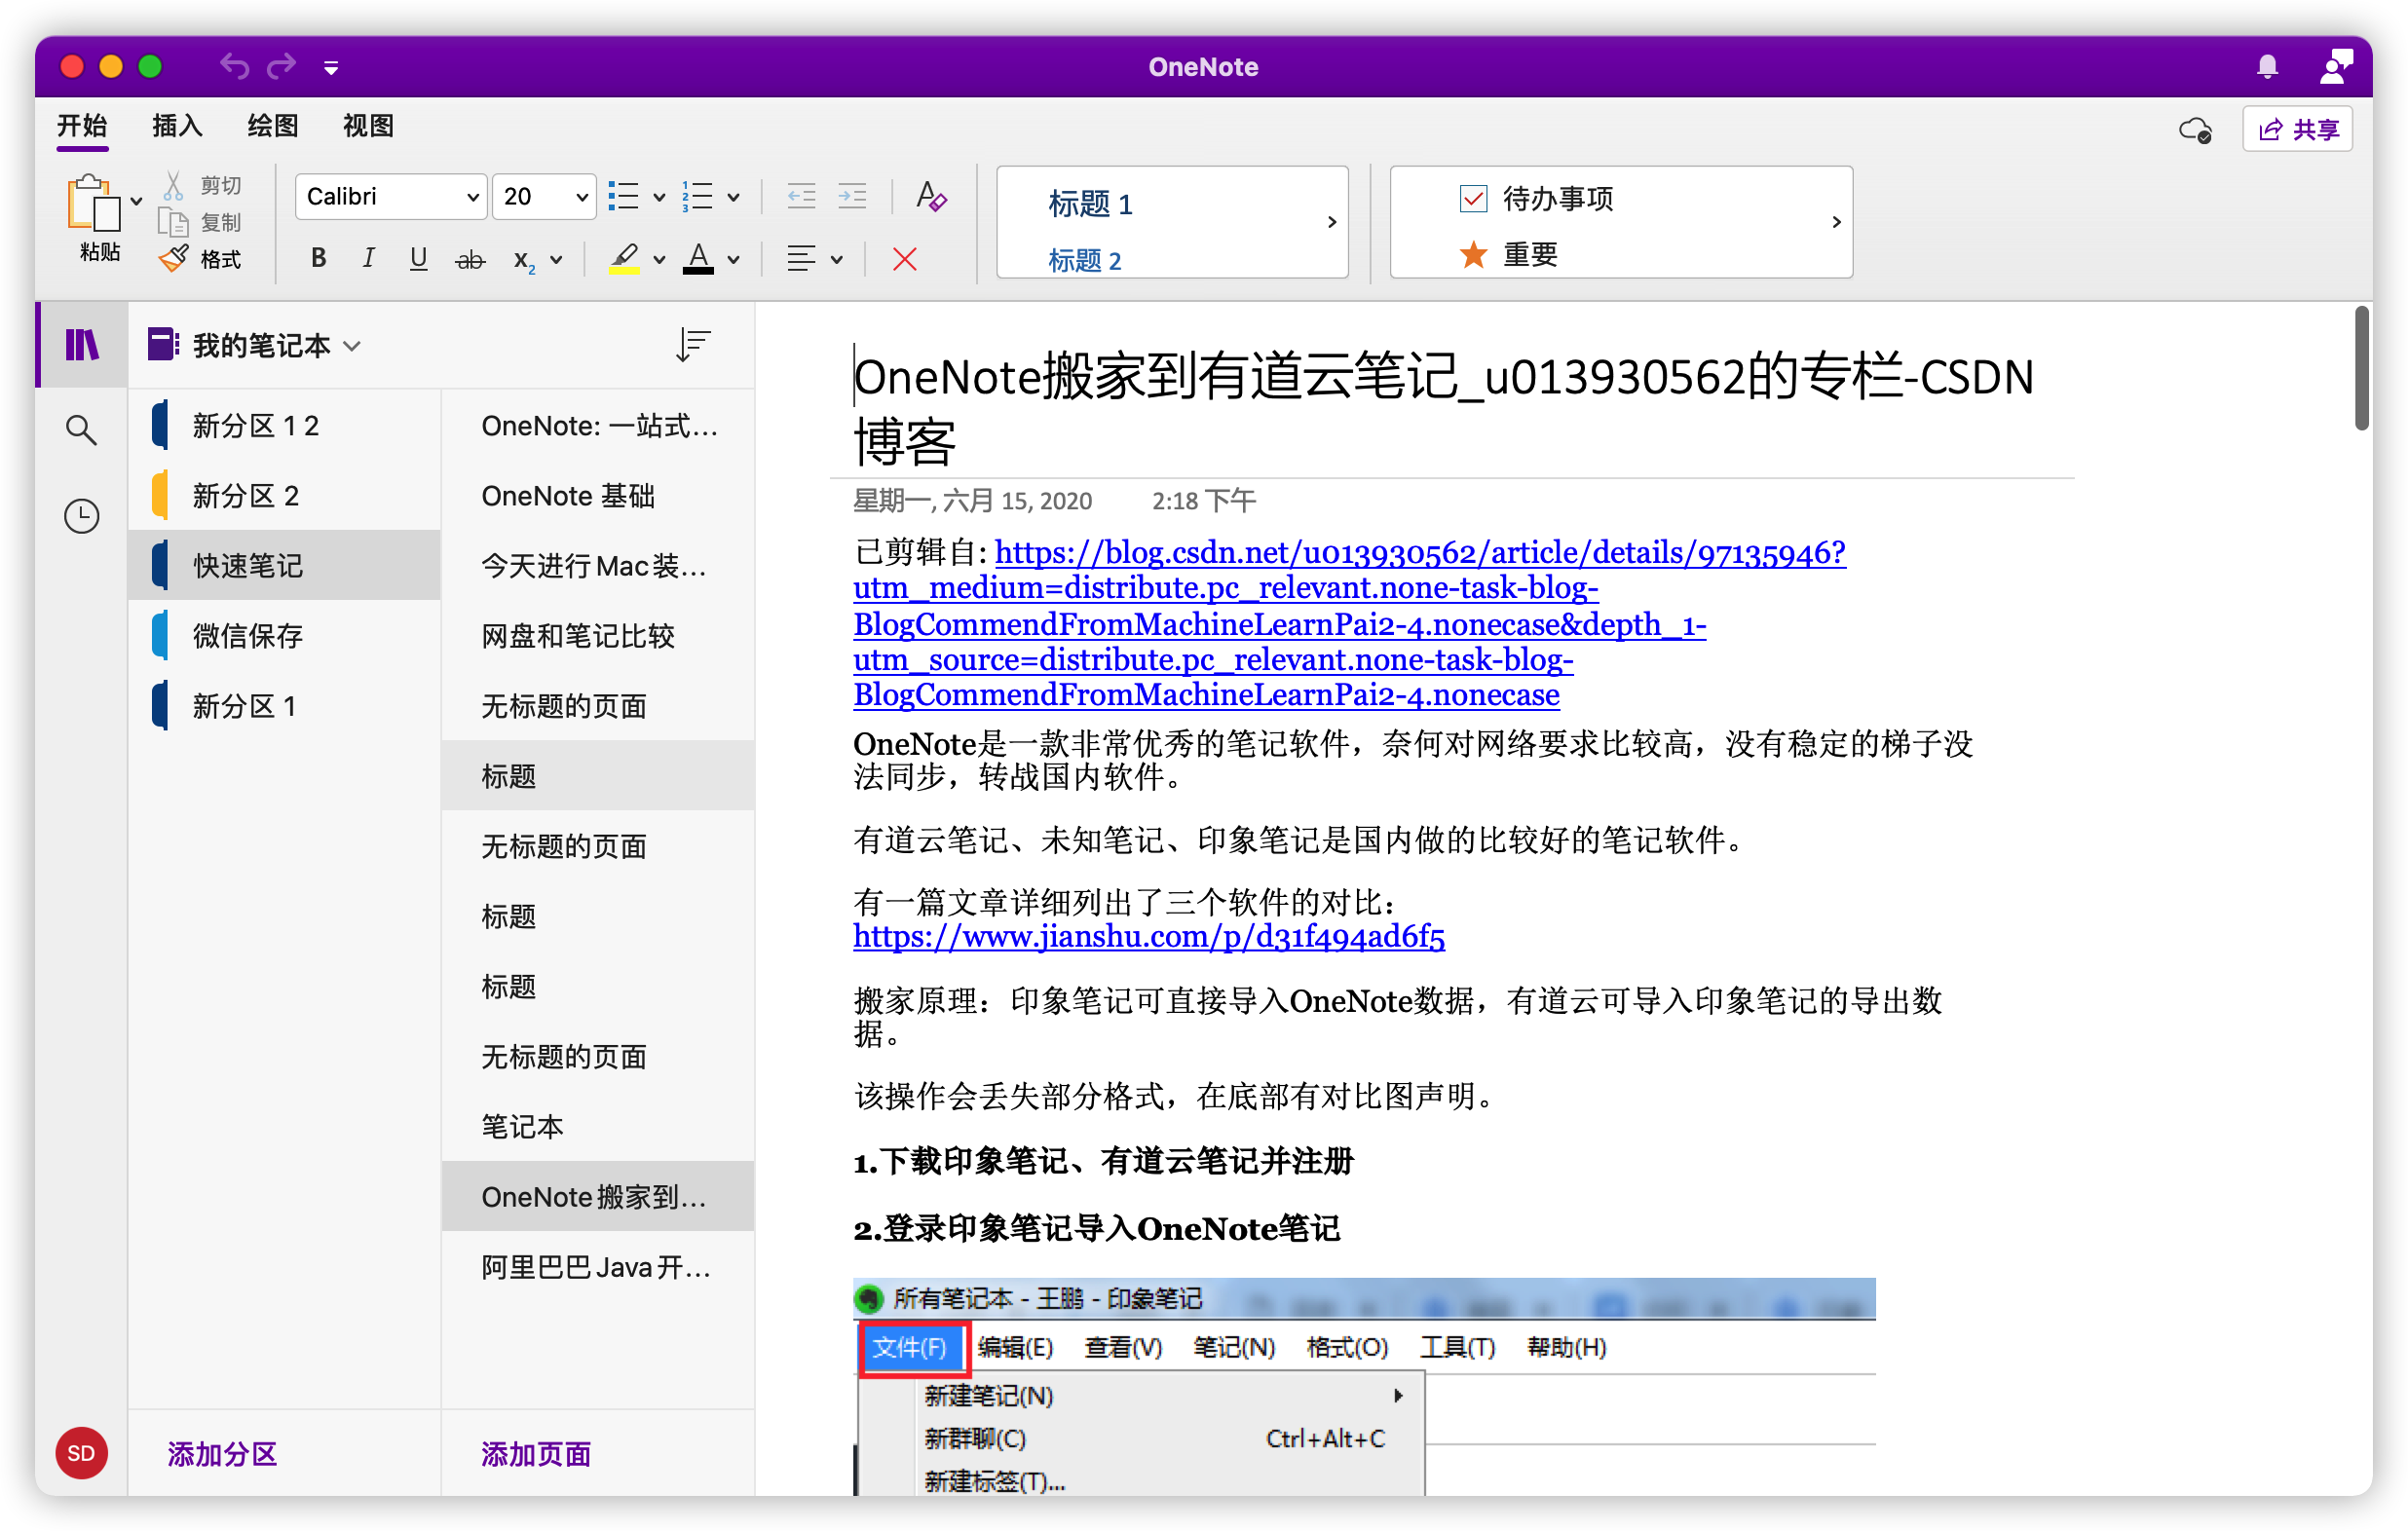 OneNote
开始 插入 绘图 视图
共享
粘贴
剪切
复制
格式
Calibri 20
B I U ab x2 A
标题 1
标题 2
待办事项
重要
我的笔记本
新分区 1 2
新分区 2
快速笔记
微信保存
新分区 1
添加分区
SD
OneNote: 一站式...
OneNote 基础
今天进行Mac装...
网盘和笔记比较
无标题的页面
标题
无标题的页面
标题
标题
无标题的页面
笔记本
OneNote搬家到...
阿里巴巴Java开...
添加页面
OneNote搬家到有道云笔记_u013930562的专栏-CSDN
博客
星期一, 六月 15, 2020 2:18 下午
已剪辑自: https://blog.csdn.net/u013930562/article/details/97135946?
utm_medium=distribute.pc_relevant.none-task-blog-
BlogCommendFromMachineLearnPai2-4.nonecase&depth_1-
utm_source=distribute.pc_relevant.none-task-blog-
BlogCommendFromMachineLearnPai2-4.nonecase
OneNote是一款非常优秀的笔记软件，奈何对网络要求比较高，没有稳定的梯子没
法同步，转战国内软件。
有道云笔记、未知笔记、印象笔记是国内做的比较好的笔记软件。
有一篇文章详细列出了三个软件的对比：
https://www.jianshu.com/p/d31f494ad6f5
搬家原理：印象笔记可直接导入OneNote数据，有道云可导入印象笔记的导出数
据。
该操作会丢失部分格式，在底部有对比图声明。
1.下载印象笔记、有道云笔记并注册
2.登录印象笔记导入OneNote笔记
所有笔记本 - 王鹏 - 印象笔记
文件(F) 编辑(E) 查看(V) 笔记(N) 格式(O) 工具(T) 帮助(H)
新建笔记(N)
新群聊(C) Ctrl+Alt+C
新建标签(T)...